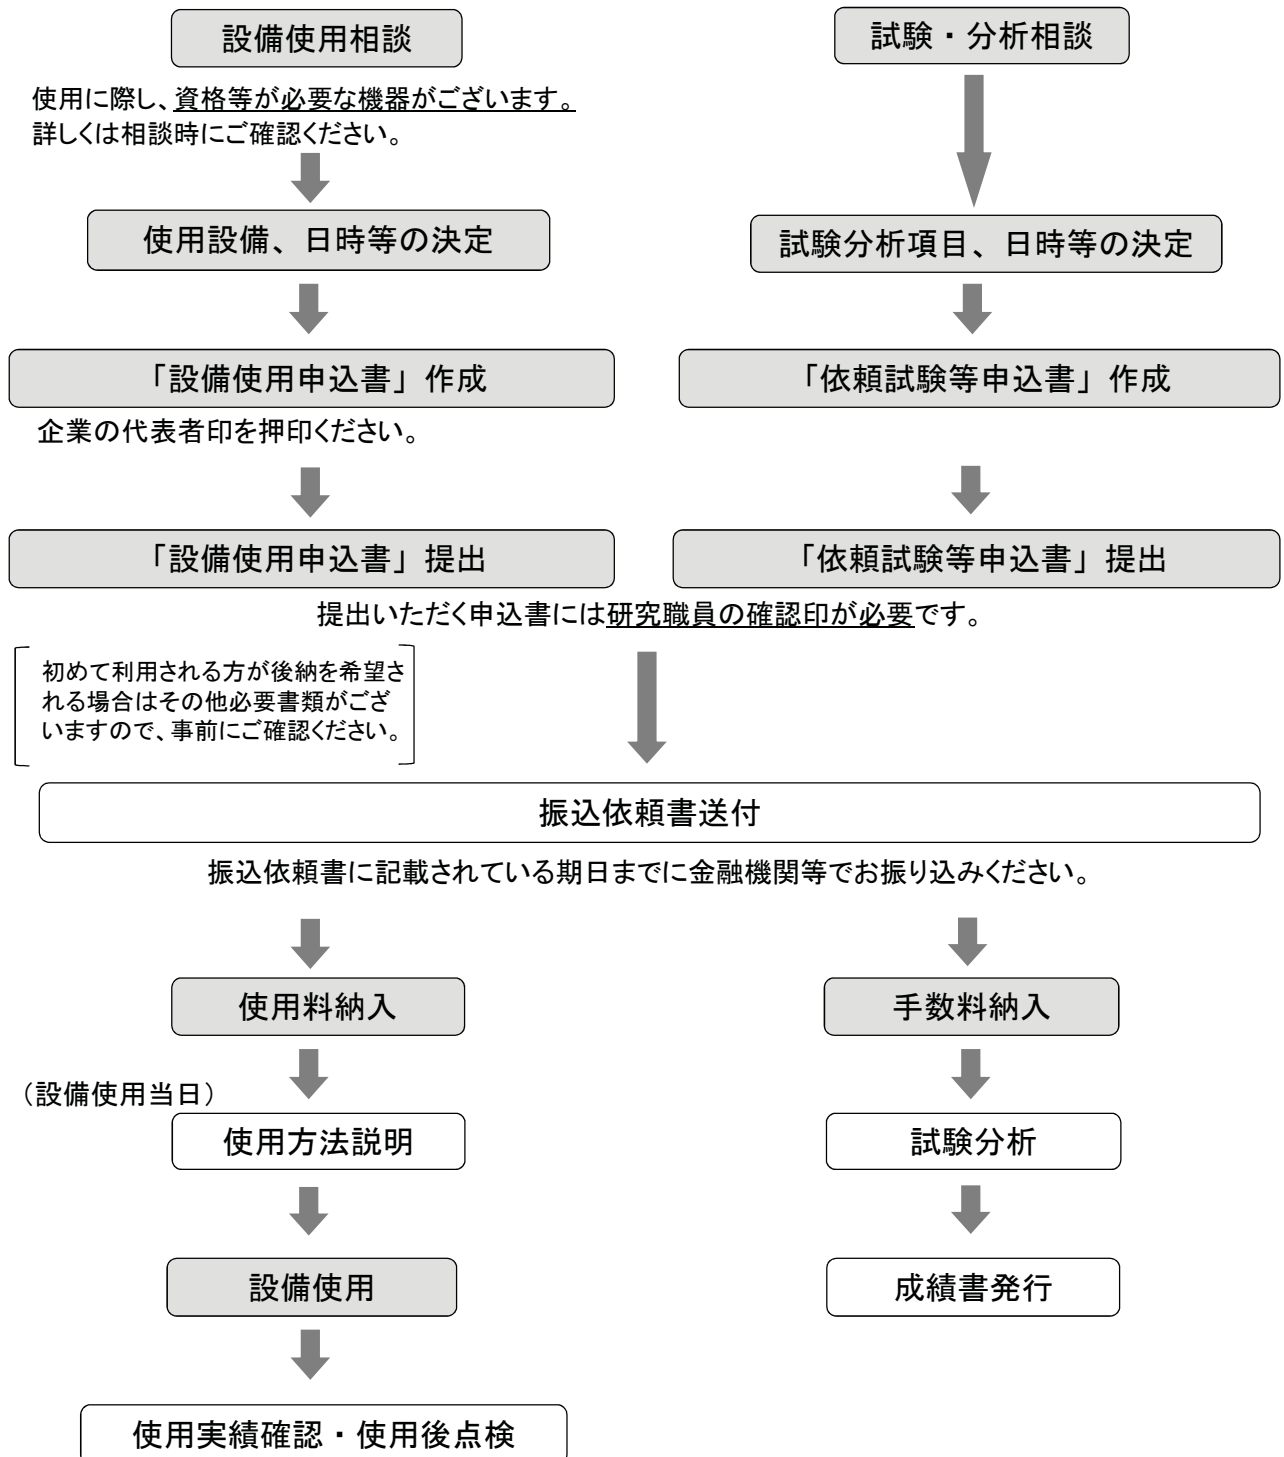 設備使用相談
試験・分析相談
使用に際し、資格等が必要な機器がございます。
詳しくは相談時にご確認ください。
使用設備、日時等の決定
試験分析項目、日時等の決定
「設備使用申込書」作成
「依頼試験等申込書」作成
企業の代表者印を押印ください。
「設備使用申込書」提出
「依頼試験等申込書」提出
提出いただく申込書には研究職員の確認印が必要です。
初めて利用される方が後納を希望さ
れる場合はその他必要書類がござ
いますので、事前にご確認ください。
振込依頼書送付
振込依頼書に記載されている期日までに金融機関等でお振り込みください。
使用料納入
手数料納入
（設備使用当日）
使用方法説明
試験分析
設備使用
成績書発行
使用実績確認・使用後点検